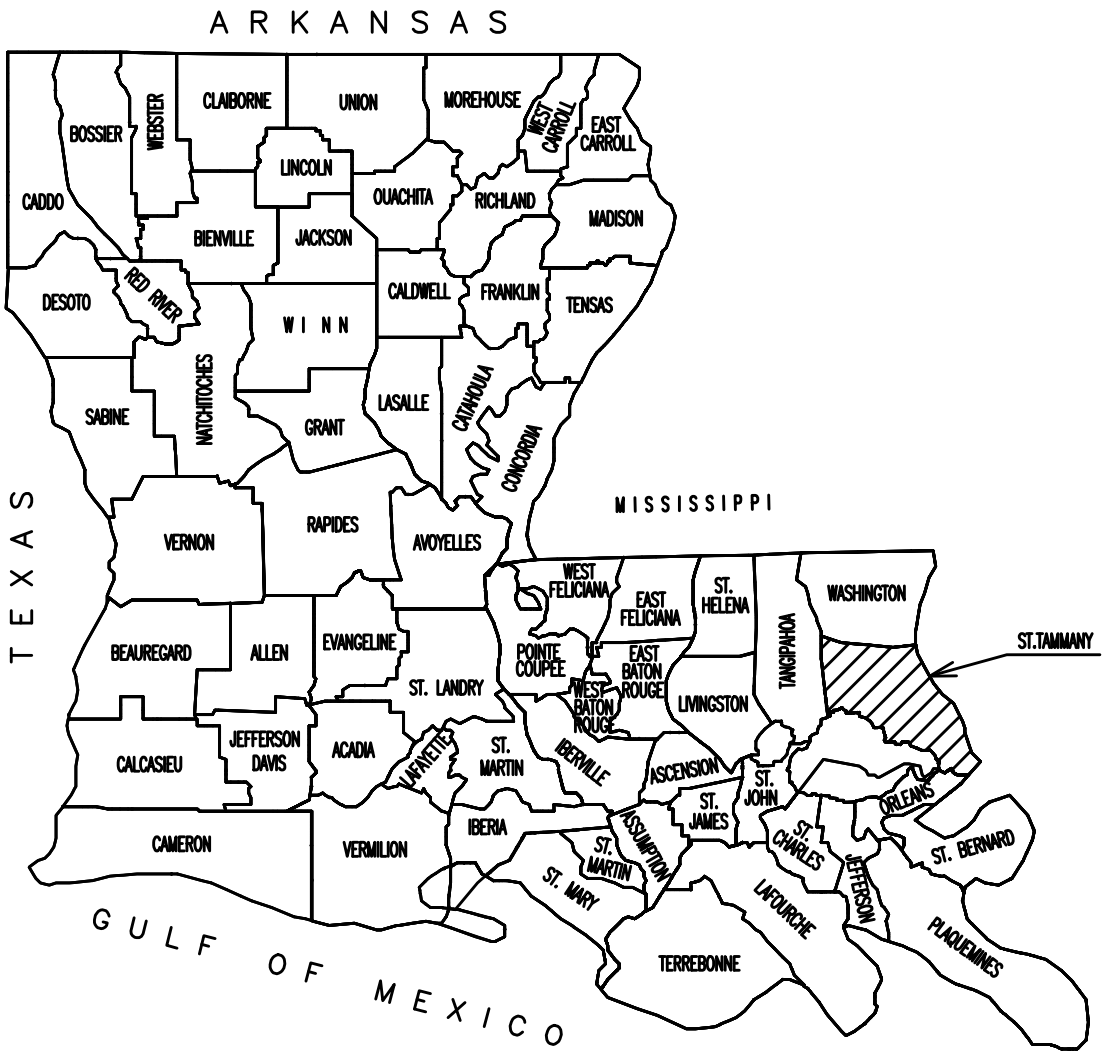 ARKANSAS
CLAIBORNE
UNION
MOREHOUSE
WEST
CARROLL
EAST
CARROLL
WEBSTER
BOSSIER
CADDO
LINCOLN
OUACHITA
RICHLAND
MADISON
BIENVILLE
JACKSON
DESOTO
RED RIVER
CALDWELL
FRANKLIN
TENSAS
WINN
NATCHITOCHES
SABINE
GRANT
LASALLE
CATAHOULA
CONCORDIA
TEXAS
MISSISSIPPI
VERNON
RAPIDES
AVOYELLES
WEST
FELICIANA
EAST
FELICIANA
ST.
HELENA
TANGIPAHOA
WASHINGTON
ST.TAMMANY
BEAUREGARD
ALLEN
EVANGELINE
ST. LANDRY
POINTE
COUPEE
WEST
BATON
ROUGE
EAST
BATON
ROUGE
LIVINGSTON
CALCASIEU
JEFFERSON
DAVIS
ACADIA
LAFAYETTE
ST.
MARTIN
IBERVILLE
ASCENSION
ST.
JAMES
ST.
JOHN
ORLEANS
CAMERON
VERMILION
IBERIA
ST.
MARTIN
ASSUMPTION
ST.
CHARLES
JEFFERSON
ST. BERNARD
ST. MARY
LAFOURCHE
TERREBONNE
PLAQUEMINES
GULF OF MEXICO